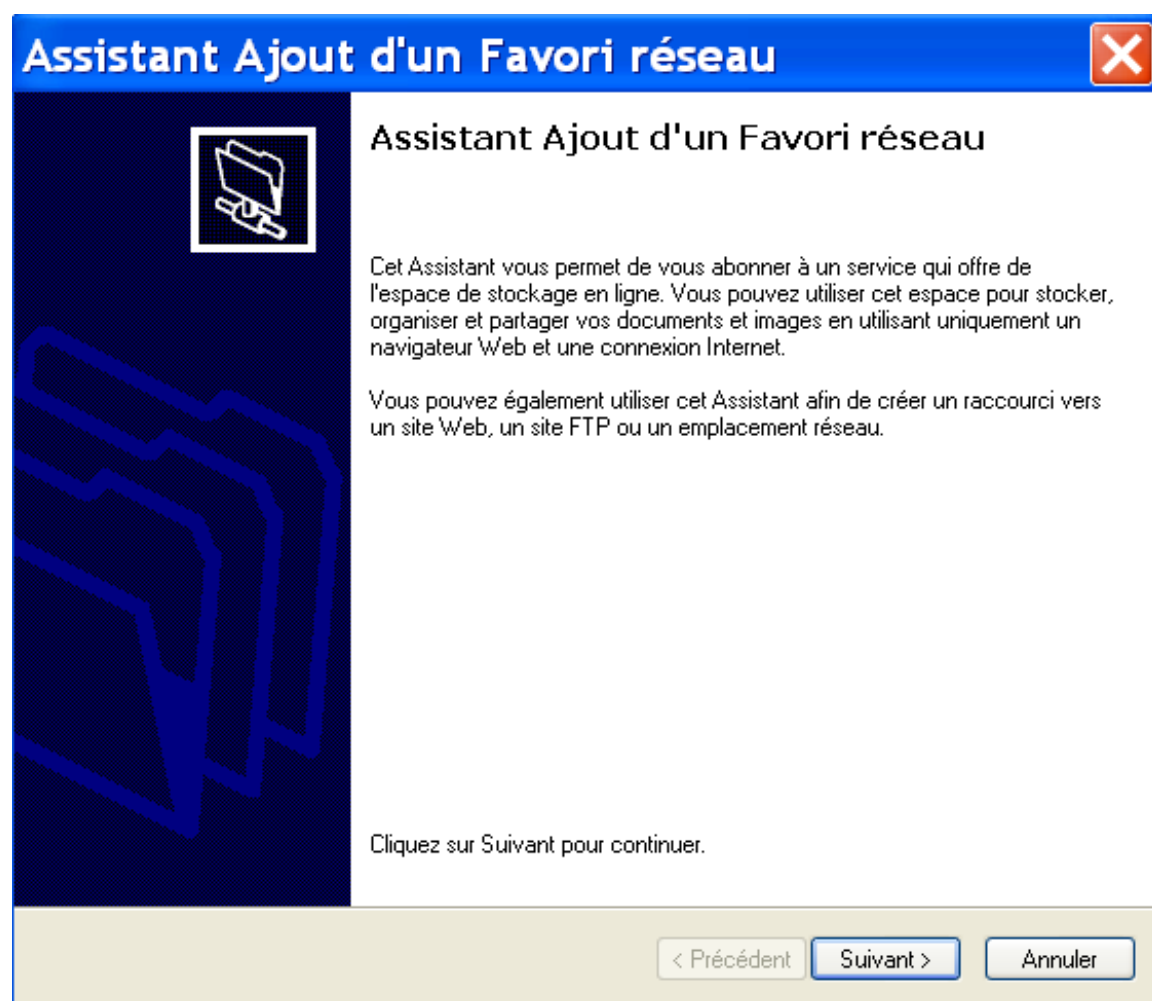 Assistant Ajout d'un Favori réseau
Assistant Ajout d'un Favori réseau
Cet Assistant vous permet de vous abonner à un service qui offre de
l'espace de stockage en ligne. Vous pouvez utiliser cet espace pour stocker,
organiser et partager vos documents et images en utilisant uniquement un
navigateur Web et une connexion Internet.
Vous pouvez également utiliser cet Assistant afin de créer un raccourci vers
un site Web, un site FTP ou un emplacement réseau.
Cliquez sur Suivant pour continuer.
< Précédent Suivant > Annuler